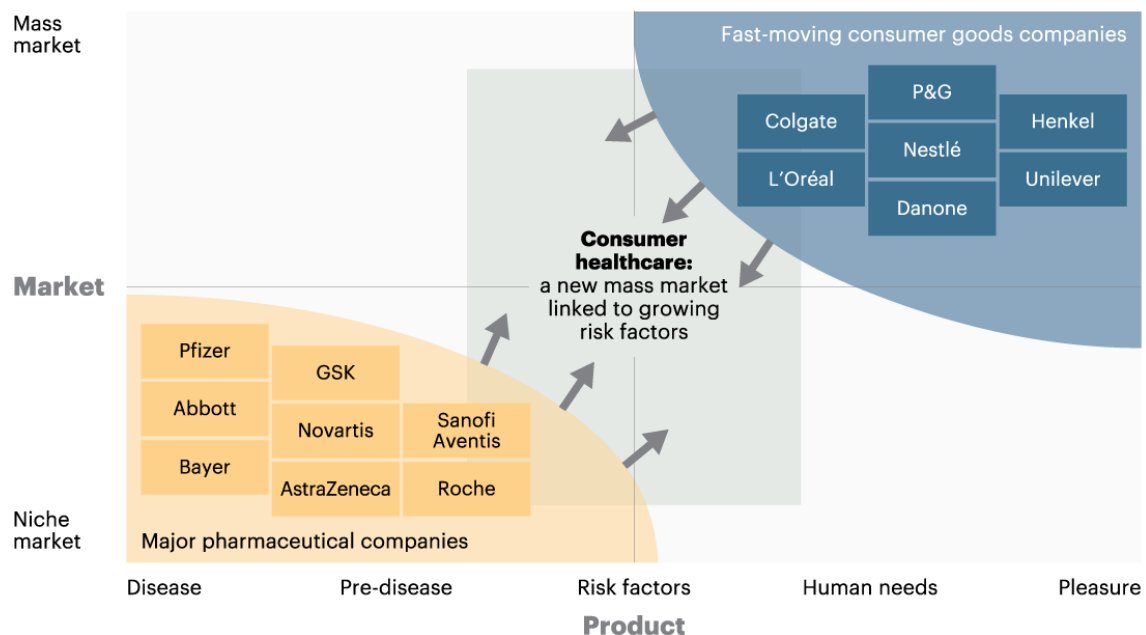 Mass
market
Fast-moving consumer goods companies
P&G
Colgate
Henkel
Nestlé
L'Oréal
Unilever
Danone
Consumer
healthcare:
a new mass market
linked to growing
risk factors
Market
Pfizer
GSK
Abbott
Novartis
Sanofi
Aventis
Bayer
AstraZeneca
Roche
Niche
market
Major pharmaceutical companies
Disease
Pre-disease
Risk factors
Human needs
Pleasure
Product